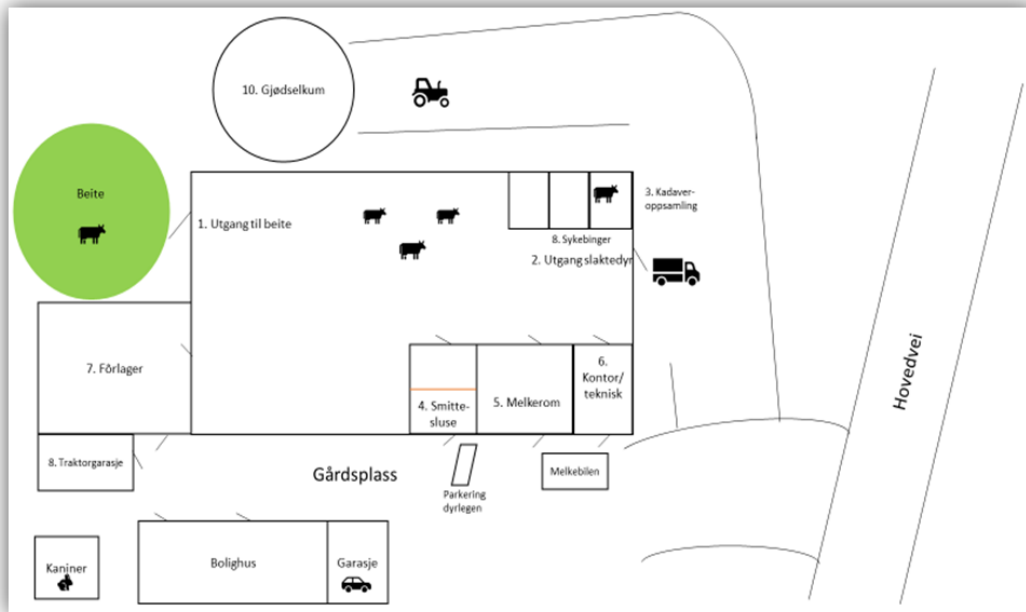 10. Gjødselkum
Beite
3. Kadaver-
oppsamling
1. Utgang til beite
8. Sykebinger
2. Utgang slaktedyr
7. Fôrlager
4. Smitte-
sluse
5. Melkerom
6.
Kontor/
teknisk
Hovedvei
8. Traktorgarasje
Gårdsplass
Parkering
dyrlegen
Melkebilen
Kaniner
Bolighus
Garasje